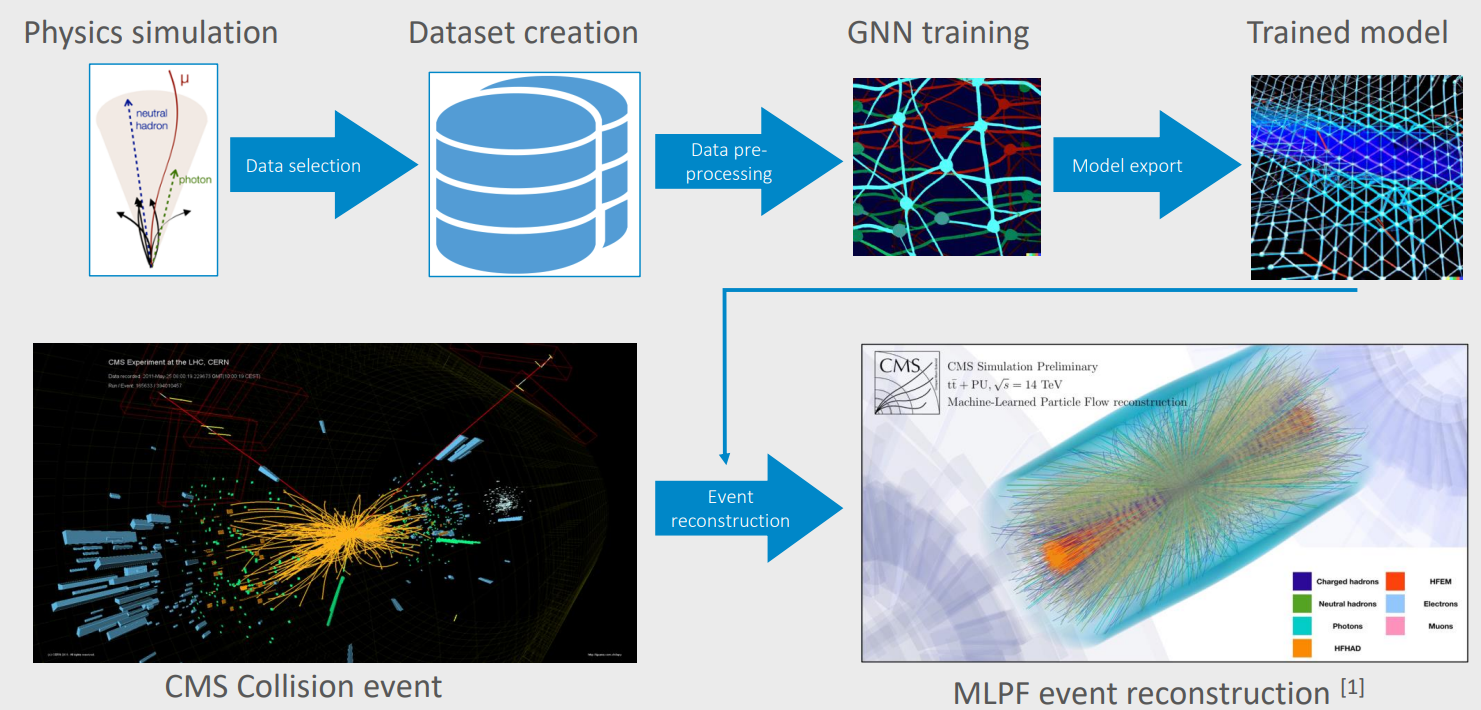 Physics simulation
Dataset creation
GNN training
Trained model
μ
neutral
hadron
photon
Data selection
Data pre-
processing
Model export
CMS Experiment at the LHC, CERN
Event
reconstruction
CMS
CMS Simulation Preliminary
tt̄ + PU, √s = 14 TeV
Machine-Learned Particle Flow reconstruction
Charged hadrons
HFEM
Neutral hadrons
Electrons
Photons
Muons
HFHAD
CMS Collision event
MLPF event reconstruction [1]